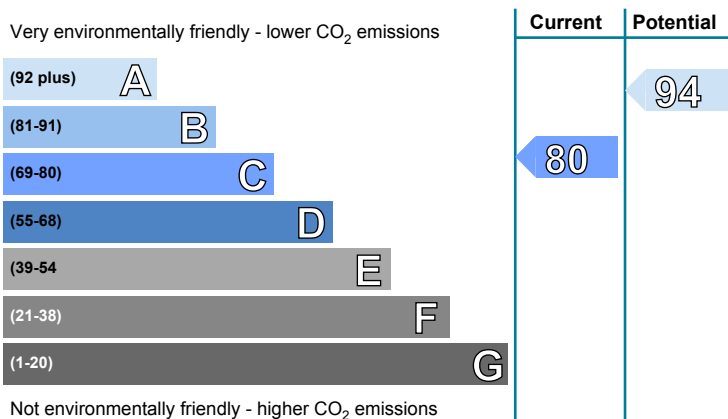 Very environmentally friendly - lower CO2 emissions
Current
Potential
(92 plus) A
(81-91) B
(69-80) C
(55-68) D
(39-54 E
(21-38) F
(1-20) G
94
80
Not environmentally friendly - higher CO2 emissions